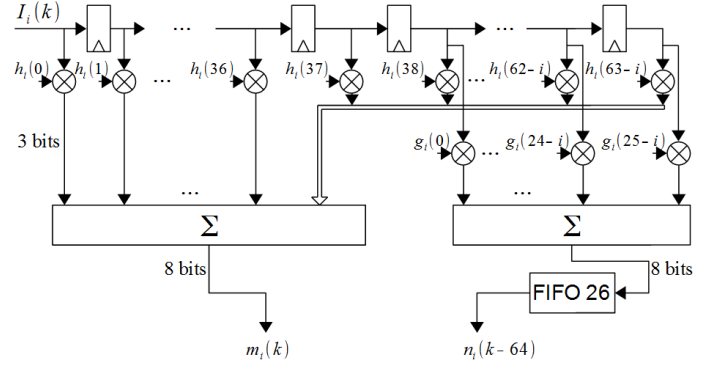 I_i(k)
... ...
h_i(0) h_i(1) ... h_i(36) h_i(37) h_i(38) ... h_i(62-i) h_i(63-i)
3 bits
g_i(0) ... g_i(24-i) g_i(25-i)
... ...
Σ Σ
8 bits 8 bits
FIFO 26
m_i(k) n_i(k-64)